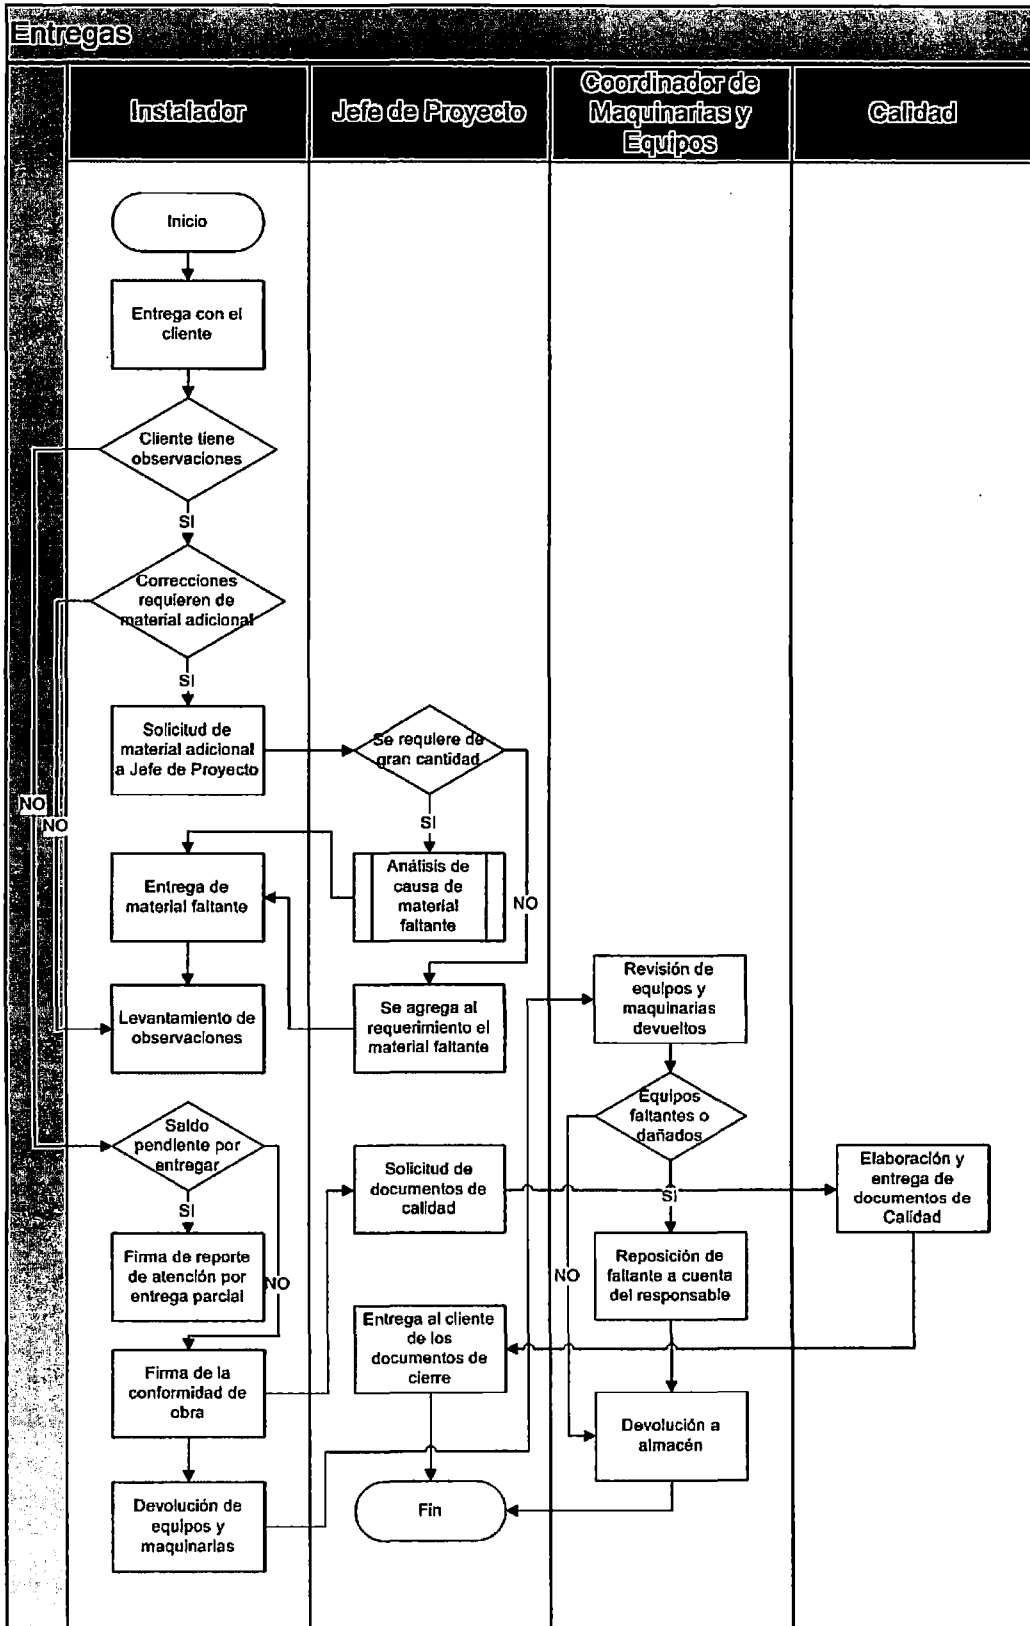 Entregas
Instalador
Jefe de Proyecto
Coordinador de
Maquinarias y
Equipos
Calidad
Inicio
Entrega con el
cliente
Cliente tiene
observaciones
SI
Correcciones
requieren de
material adicional
SI
Solicitud de
material adicional
a Jefe de Proyecto
Se requiere de
gran cantidad
NO
NO
SI
Entrega de
material faltante
Análisis de
causa de
material
faltante
NO
Levantamiento de
observaciones
Se agrega al
requerimiento el
material faltante
Revisión de
equipos y
maquinarias
devueltos
Equipos
faltantes o
dañados
Saldo
pendiente por
entregar
Solicitud de
documentos de
calidad
Elaboración y
entrega de
documentos de
Calidad
SI
SI
Firma de reporte
de atención por
entrega parcial
NO
NO
Reposición de
faltante a cuenta
del responsable
Entrega al cliente
de los
documentos de
cierre
Firma de la
conformidad de
obra
Devolución a
almacén
Devolución de
equipos y
maquinarias
Fin